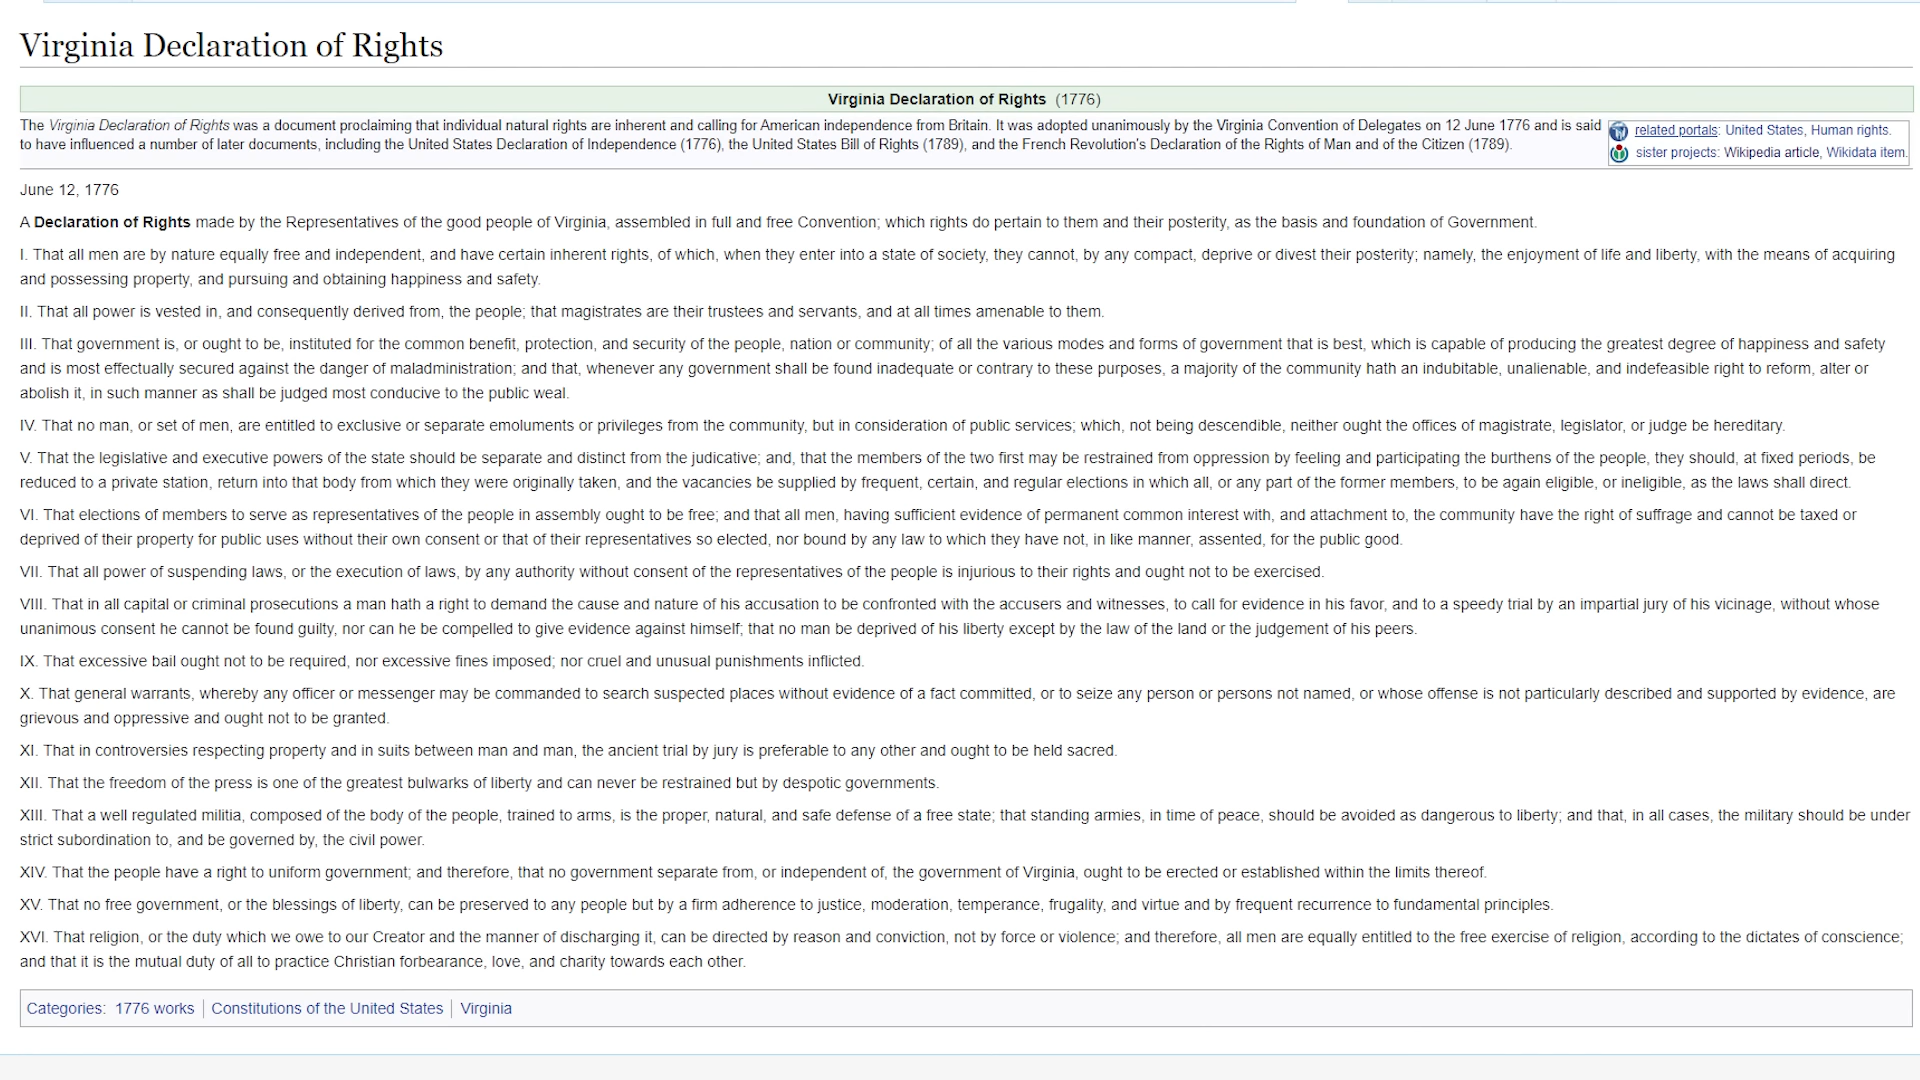 Virginia Declaration of Rights
Virginia Declaration of Rights (1776)
The Virginia Declaration of Rights was a document proclaiming that individual natural rights are inherent and calling for American independence from Britain. It was adopted unanimously by the Virginia Convention of Delegates on 12 June 1776 and is said
to have influenced a number of later documents, including the United States Declaration of Independence (1776), the United States Bill of Rights (1789), and the French Revolution's Declaration of the Rights of Man and of the Citizen (1789).
related portals: United States, Human rights.
sister projects: Wikipedia article, Wikidata item.
June 12, 1776
A Declaration of Rights made by the Representatives of the good people of Virginia, assembled in full and free Convention; which rights do pertain to them and their posterity, as the basis and foundation of Government.
I. That all men are by nature equally free and independent, and have certain inherent rights, of which, when they enter into a state of society, they cannot, by any compact, deprive or divest their posterity; namely, the enjoyment of life and liberty, with the means of acquiring
and possessing property, and pursuing and obtaining happiness and safety.
II. That all power is vested in, and consequently derived from, the people; that magistrates are their trustees and servants, and at all times amenable to them.
III. That government is, or ought to be, instituted for the common benefit, protection, and security of the people, nation or community; of all the various modes and forms of government that is best, which is capable of producing the greatest degree of happiness and safety
and is most effectually secured against the danger of maladministration; and that, whenever any government shall be found inadequate or contrary to these purposes, a majority of the community hath an indubitable, unalienable, and indefeasible right to reform, alter or
abolish it, in such manner as shall be judged most conducive to the public weal.
IV. That no man, or set of men, are entitled to exclusive or separate emoluments or privileges from the community, but in consideration of public services; which, not being descendible, neither ought the offices of magistrate, legislator, or judge be hereditary.
V. That the legislative and executive powers of the state should be separate and distinct from the judicative; and, that the members of the two first may be restrained from oppression by feeling and participating the burthens of the people, they should, at fixed periods, be
reduced to a private station, return into that body from which they were originally taken, and the vacancies be supplied by frequent, certain, and regular elections in which all, or any part of the former members, to be again eligible, or ineligible, as the laws shall direct.
VI. That elections of members to serve as representatives of the people in assembly ought to be free; and that all men, having sufficient evidence of permanent common interest with, and attachment to, the community have the right of suffrage and cannot be taxed or
deprived of their property for public uses without their own consent or that of their representatives so elected, nor bound by any law to which they have not, in like manner, assented, for the public good.
VII. That all power of suspending laws, or the execution of laws, by any authority without consent of the representatives of the people is injurious to their rights and ought not to be exercised.
VIII. That in all capital or criminal prosecutions a man hath a right to demand the cause and nature of his accusation to be confronted with the accusers and witnesses, to call for evidence in his favor, and to a speedy trial by an impartial jury of his vicinage, without whose
unanimous consent he cannot be found guilty, nor can he be compelled to give evidence against himself; that no man be deprived of his liberty except by the law of the land or the judgement of his peers.
IX. That excessive bail ought not to be required, nor excessive fines imposed; nor cruel and unusual punishments inflicted.
X. That general warrants, whereby any officer or messenger may be commanded to search suspected places without evidence of a fact committed, or to seize any person or persons not named, or whose offense is not particularly described and supported by evidence, are
grievous and oppressive and ought not to be granted.
XI. That in controversies respecting property and in suits between man and man, the ancient trial by jury is preferable to any other and ought to be held sacred.
XII. That the freedom of the press is one of the greatest bulwarks of liberty and can never be restrained but by despotic governments.
XIII. That a well regulated militia, composed of the body of the people, trained to arms, is the proper, natural, and safe defense of a free state; that standing armies, in time of peace, should be avoided as dangerous to liberty; and that, in all cases, the military should be under
strict subordination to, and be governed by, the civil power.
XIV. That the people have a right to uniform government; and therefore, that no government separate from, or independent of, the government of Virginia, ought to be erected or established within the limits thereof.
XV. That no free government, or the blessings of liberty, can be preserved to any people but by a firm adherence to justice, moderation, temperance, frugality, and virtue and by frequent recurrence to fundamental principles.
XVI. That religion, or the duty which we owe to our Creator and the manner of discharging it, can be directed by reason and conviction, not by force or violence; and therefore, all men are equally entitled to the free exercise of religion, according to the dictates of conscience;
and that it is the mutual duty of all to practice Christian forbearance, love, and charity towards each other.
Categories: 1776 works | Constitutions of the United States | Virginia